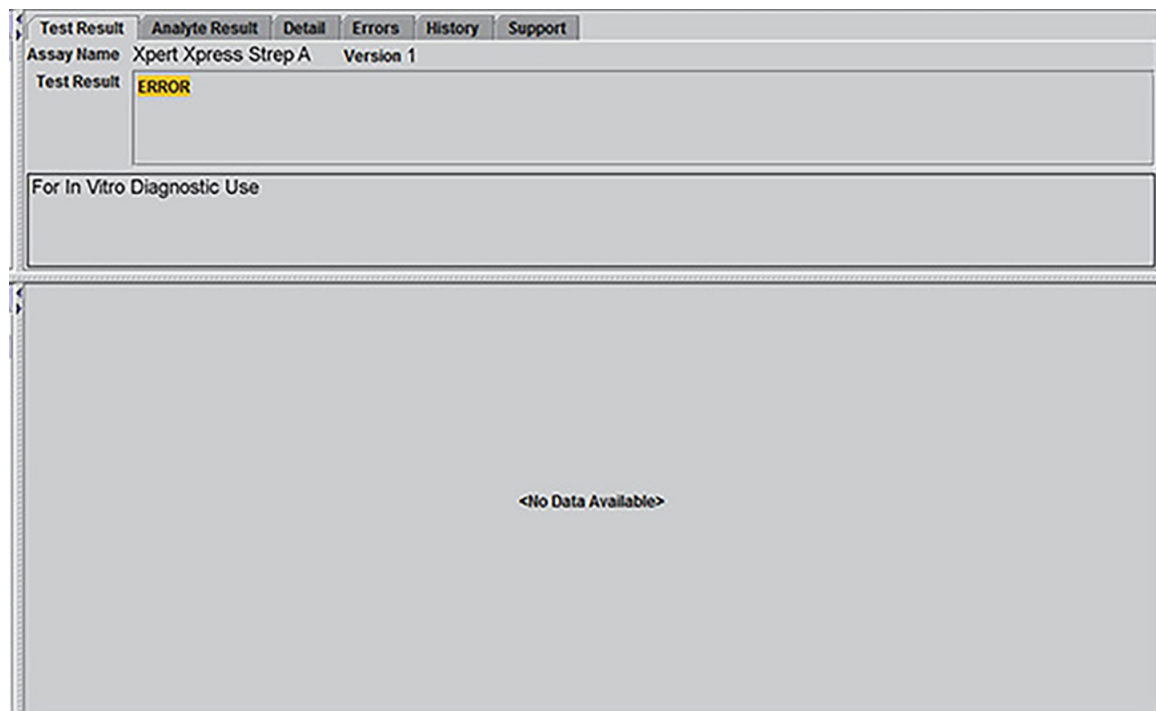 Test Result Analyte Result Detail Errors History Support
Assay Name Xpert Xpress Strep A Version 1
Test Result ERROR
For In Vitro Diagnostic Use
<No Data Available>